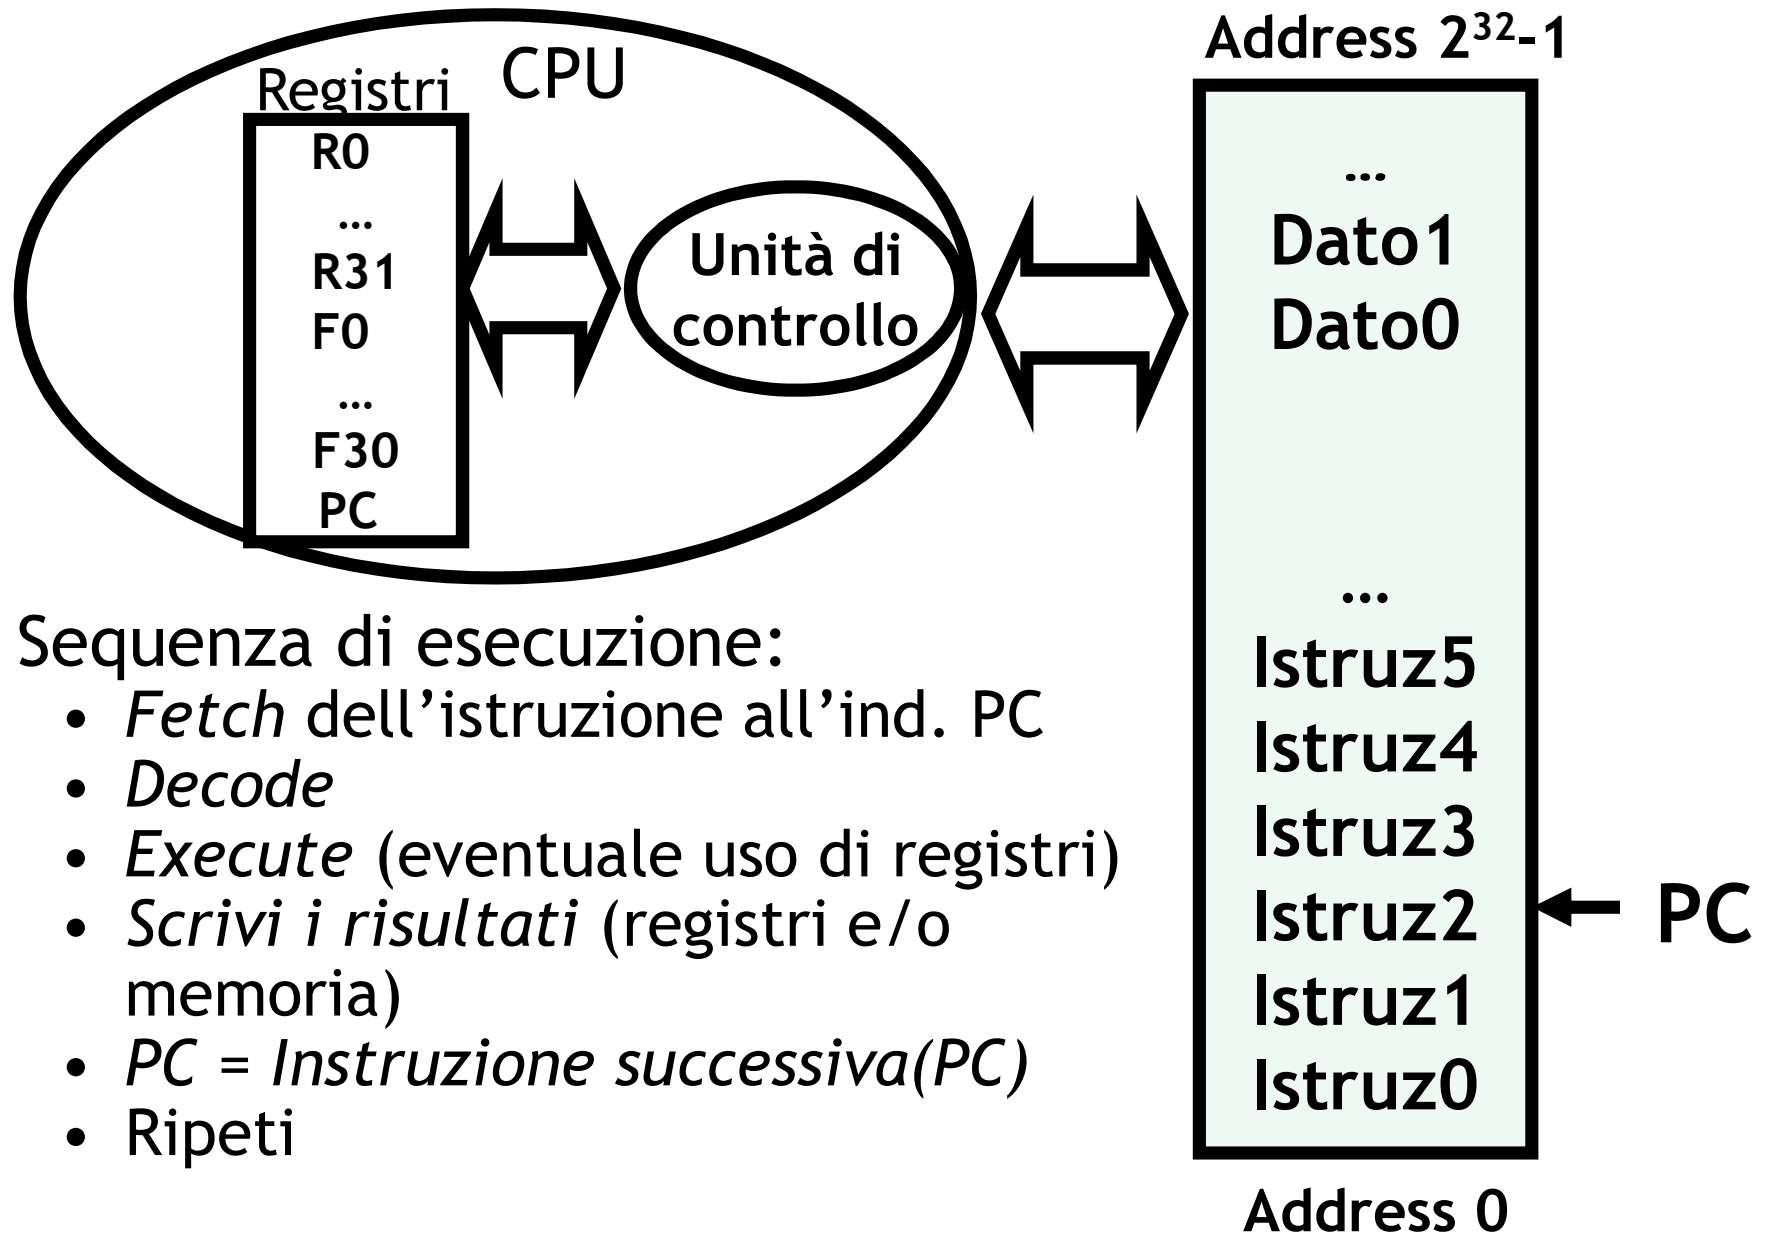 CPU
Registri
R0
...
R31
F0
...
F30
PC
Unità di
controllo
Address 2³²-1
...
Dato1
Dato0
...
Istruz5
Istruz4
Istruz3
Istruz2
Istruz1
Istruz0
Address 0
PC
Sequenza di esecuzione:
• Fetch dell’istruzione all’ind. PC
• Decode
• Execute (eventuale uso di registri)
• Scrivi i risultati (registri e/o
memoria)
• PC = Instruzione successiva(PC)
• Ripeti